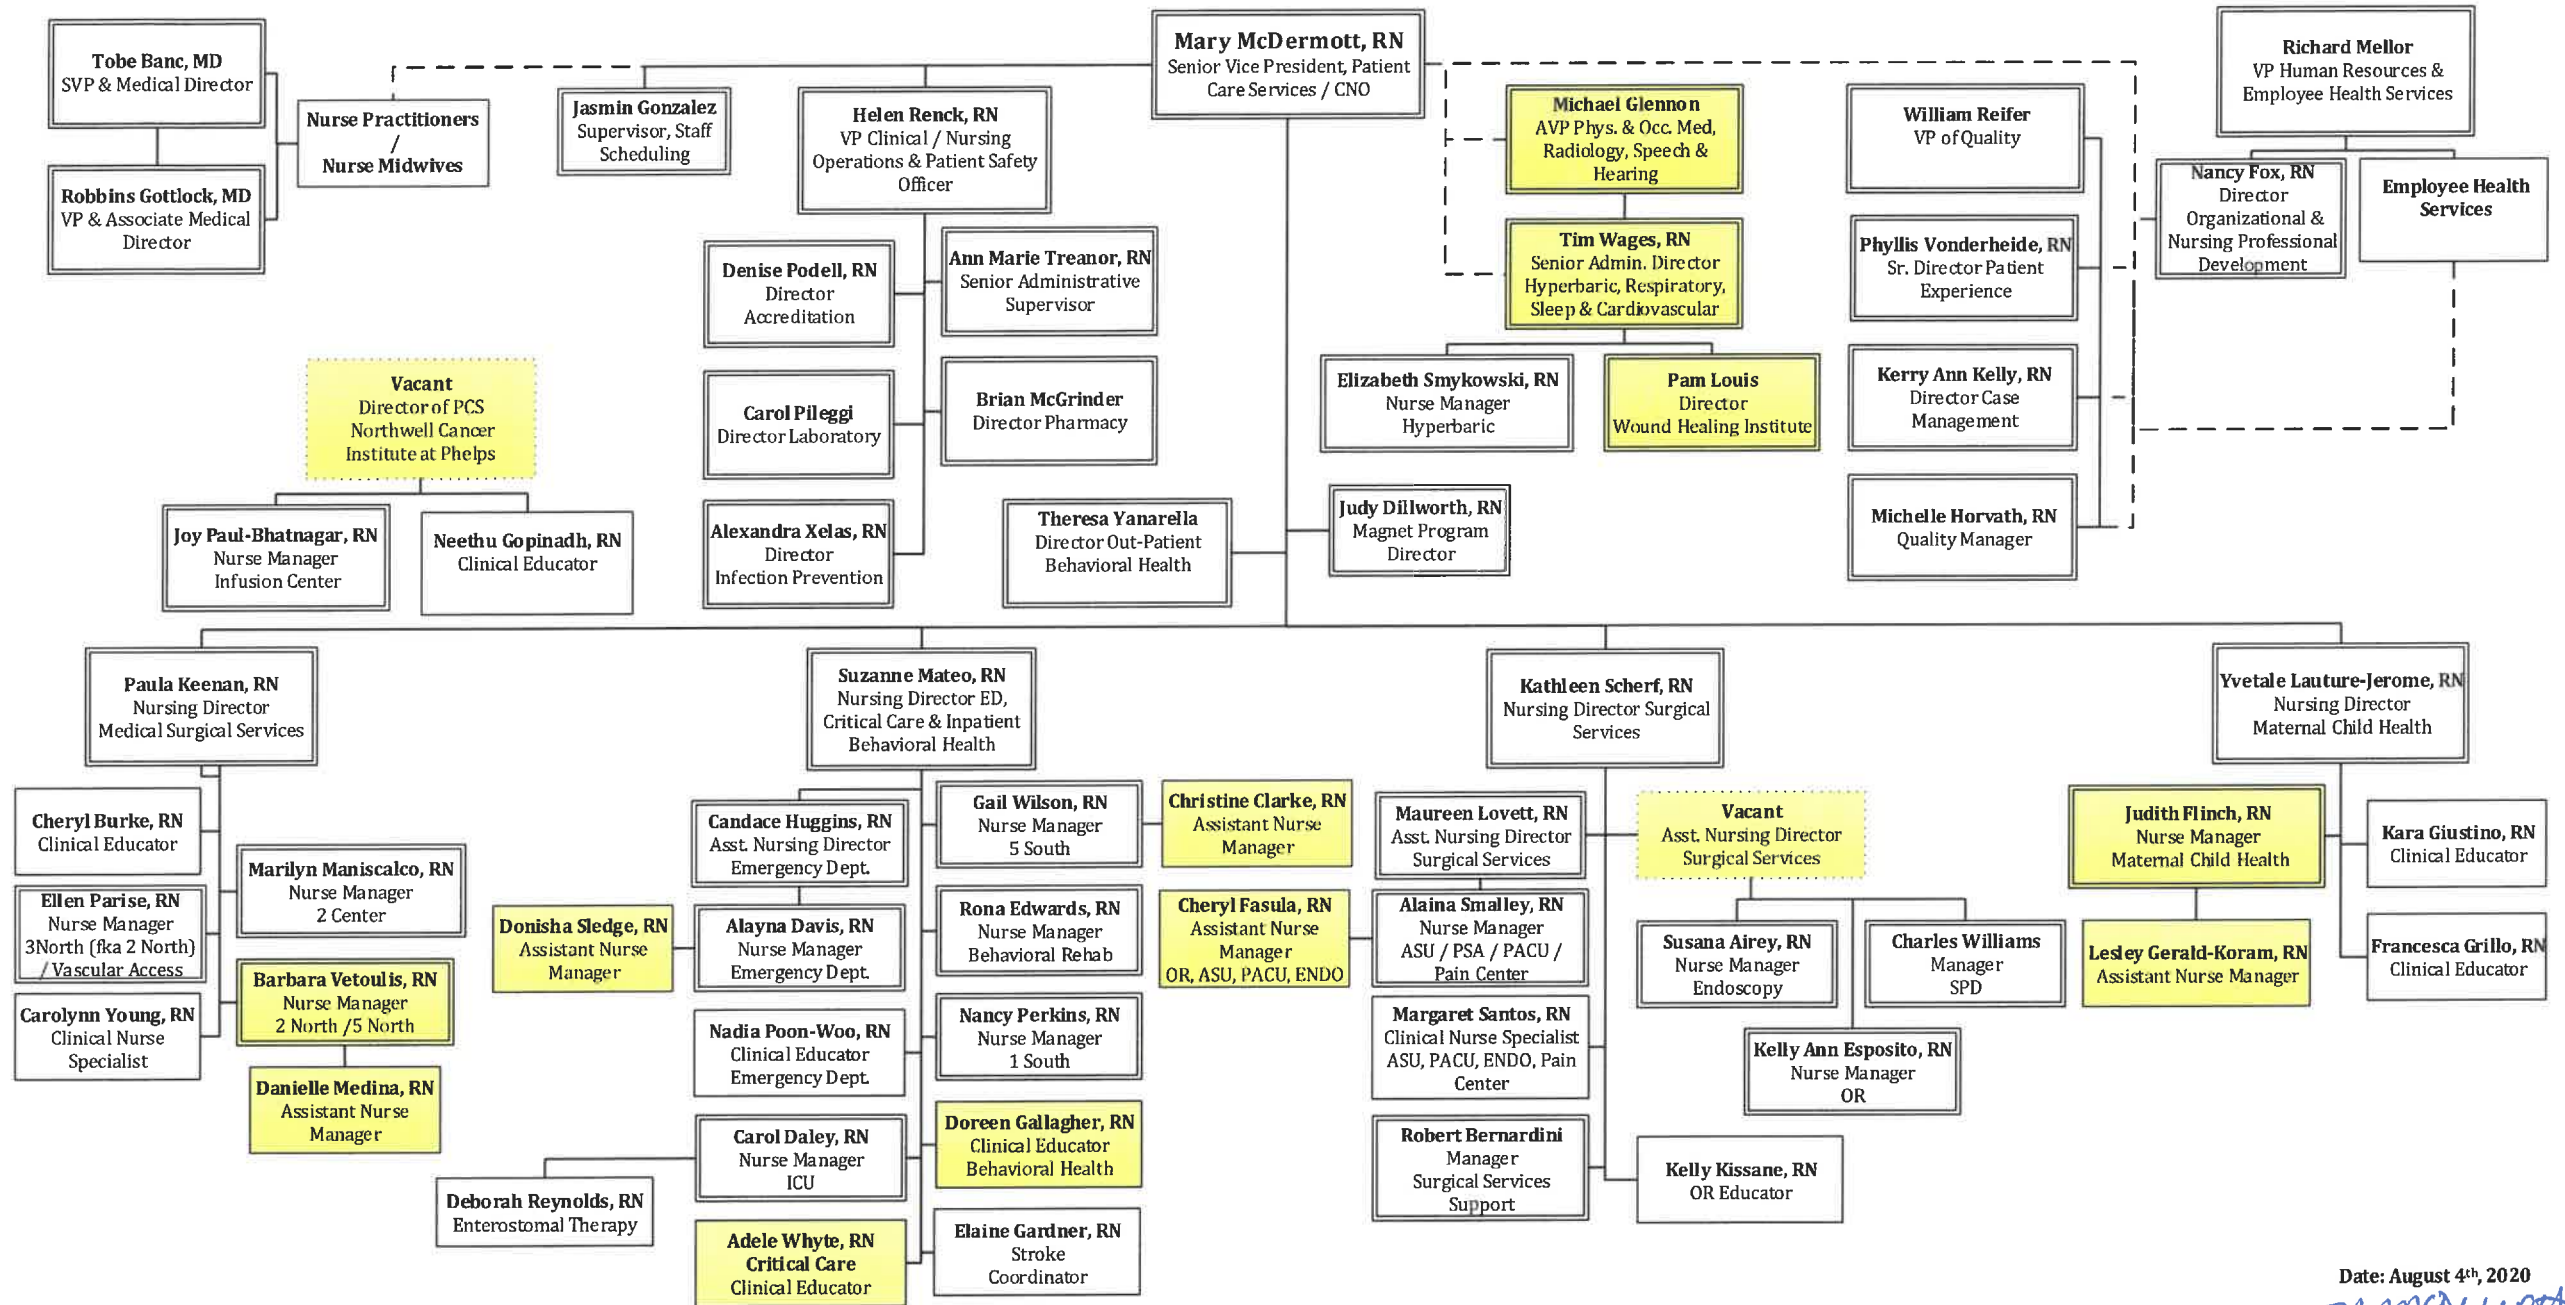 Tobe Banc, MD
SVP & Medical Director
Robbins Gottlock, MD
VP & Associate Medical
Director
Nurse Practitioners
/
Nurse Midwives
Jasmin Gonzalez
Supervisor, Staff
Scheduling
Helen Renck, RN
VP Clinical / Nursing
Operations & Patient Safety
Officer
Mary McDermott, RN
Senior Vice President, Patient
Care Services / CNO
Michael Glennon
AVP Phys. & Occ. Med,
Radiology, Speech &
Hearing
Tim Wages, RN
Senior Admin. Director
Hyperbaric, Respiratory,
Sleep & Cardiovascular
Elizabeth Smykowski, RN
Nurse Manager
Hyperbaric
Pam Louis
Director
Wound Healing Institute
William Reifer
VP of Quality
Phyllis Vonderheide, RN
Sr. Director Patient
Experience
Kerry Ann Kelly, RN
Director Case
Management
Michelle Horvath, RN
Quality Manager
Richard Mellor
VP Human Resources &
Employee Health Services
Nancy Fox, RN
Director
Organizational &
Nursing Professional
Development
Employee Health
Services
Denise Podell, RN
Director
Accreditation
Ann Marie Treanor, RN
Senior Administrative
Supervisor
Carol Pileggi
Director Laboratory
Brian McGrinder
Director Pharmacy
Alexandra Xelas, RN
Director
Infection Prevention
Vacant
Director of PCS
Northwell Cancer
Institute at Phelps
Joy Paul-Bhatnagar, RN
Nurse Manager
Infusion Center
Neethu Gopinadh, RN
Clinical Educator
Theresa Yanarella
Director Out-Patient
Behavioral Health
Judy Dillworth, RN
Magnet Program
Director
Paula Keenan, RN
Nursing Director
Medical Surgical Services
Cheryl Burke, RN
Clinical Educator
Ellen Parise, RN
Nurse Manager
3North (fka 2 North)
/ Vascular Access
Carolynn Young, RN
Clinical Nurse
Specialist
Marilyn Maniscalco, RN
Nurse Manager
2 Center
Barbara Vetoulis, RN
Nurse Manager
2 North /5 North
Danielle Medina, RN
Assistant Nurse
Manager
Suzanne Mateo, RN
Nursing Director ED,
Critical Care & Inpatient
Behavioral Health
Candace Huggins, RN
Asst. Nursing Director
Emergency Dept.
Donisha Sledge, RN
Assistant Nurse
Manager
Alayna Davis, RN
Nurse Manager
Emergency Dept.
Nadia Poon-Woo, RN
Clinical Educator
Emergency Dept.
Carol Daley, RN
Nurse Manager
ICU
Deborah Reynolds, RN
Enterostomal Therapy
Adele Whyte, RN
Critical Care
Clinical Educator
Gail Wilson, RN
Nurse Manager
5 South
Christine Clarke, RN
Assistant Nurse
Manager
Rona Edwards, RN
Nurse Manager
Behavioral Rehab
Nancy Perkins, RN
Nurse Manager
1 South
Doreen Gallagher, RN
Clinical Educator
Behavioral Health
Elaine Gardner, RN
Stroke
Coordinator
Kathleen Scherf, RN
Nursing Director Surgical
Services
Maureen Lovett, RN
Asst. Nursing Director
Surgical Services
Cheryl Fasula, RN
Assistant Nurse
Manager
OR, ASU, PACU, ENDO
Alaina Smalley, RN
Nurse Manager
ASU / PSA / PACU /
Pain Center
Margaret Santos, RN
Clinical Nurse Specialist
ASU, PACU, ENDO, Pain
Center
Robert Bernardini
Manager
Surgical Services
Support
Vacant
Asst. Nursing Director
Surgical Services
Susana Airey, RN
Nurse Manager
Endoscopy
Charles Williams
Manager
SPD
Kelly Ann Esposito, RN
Nurse Manager
OR
Kelly Kissane, RN
OR Educator
Yvetale Lauture-Jerome, RN
Nursing Director
Maternal Child Health
Judith Flinch, RN
Nurse Manager
Maternal Child Health
Lesley Gerald-Koram, RN
Assistant Nurse Manager
Kara Giustino, RN
Clinical Educator
Francesca Grillo, RN
Clinical Educator
Date: August 4th, 2020